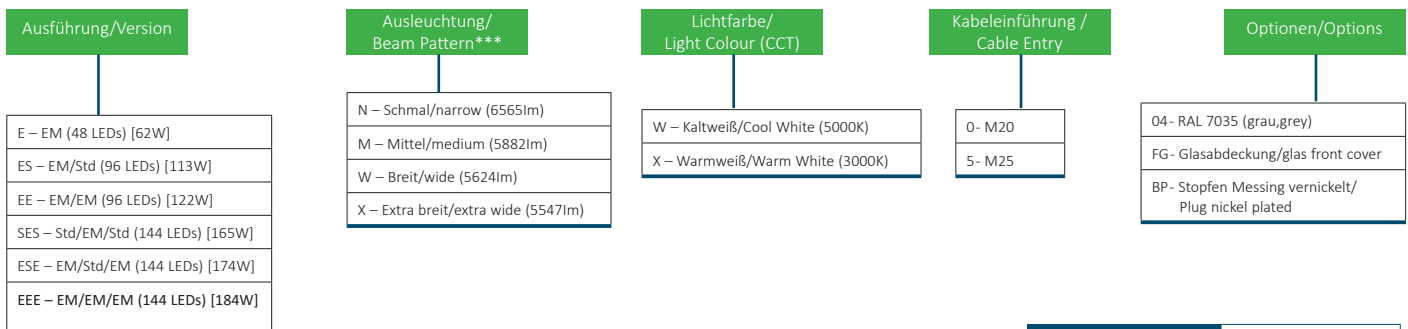 Ausführung/Version
E – EM (48 LEDs) [62W]
ES – EM/Std (96 LEDs) [113W]
EE – EM/EM (96 LEDs) [122W]
SES – Std/EM/Std (144 LEDs) [165W]
ESE – EM/Std/EM (144 LEDs) [174W]
EEE – EM/EM/EM (144 LEDs) [184W]
Ausleuchtung/
Beam Pattern***
N – Schmal/narrow (6565lm)
M – Mittel/medium (5882lm)
W – Breit/wide (5624lm)
X – Extra breit/extra wide (5547lm)
Lichtfarbe/
Light Colour (CCT)
W – Kaltweiß/Cool White (5000K)
X – Warmweiß/Warm White (3000K)
Kabeleinführung /
Cable Entry
0- M20
5- M25
Optionen/Options
04- RAL 7035 (grau,grey)
FG- Glasabdeckung/glas front cover
BP- Stopfen Messing vernickelt/
Plug nickel plated